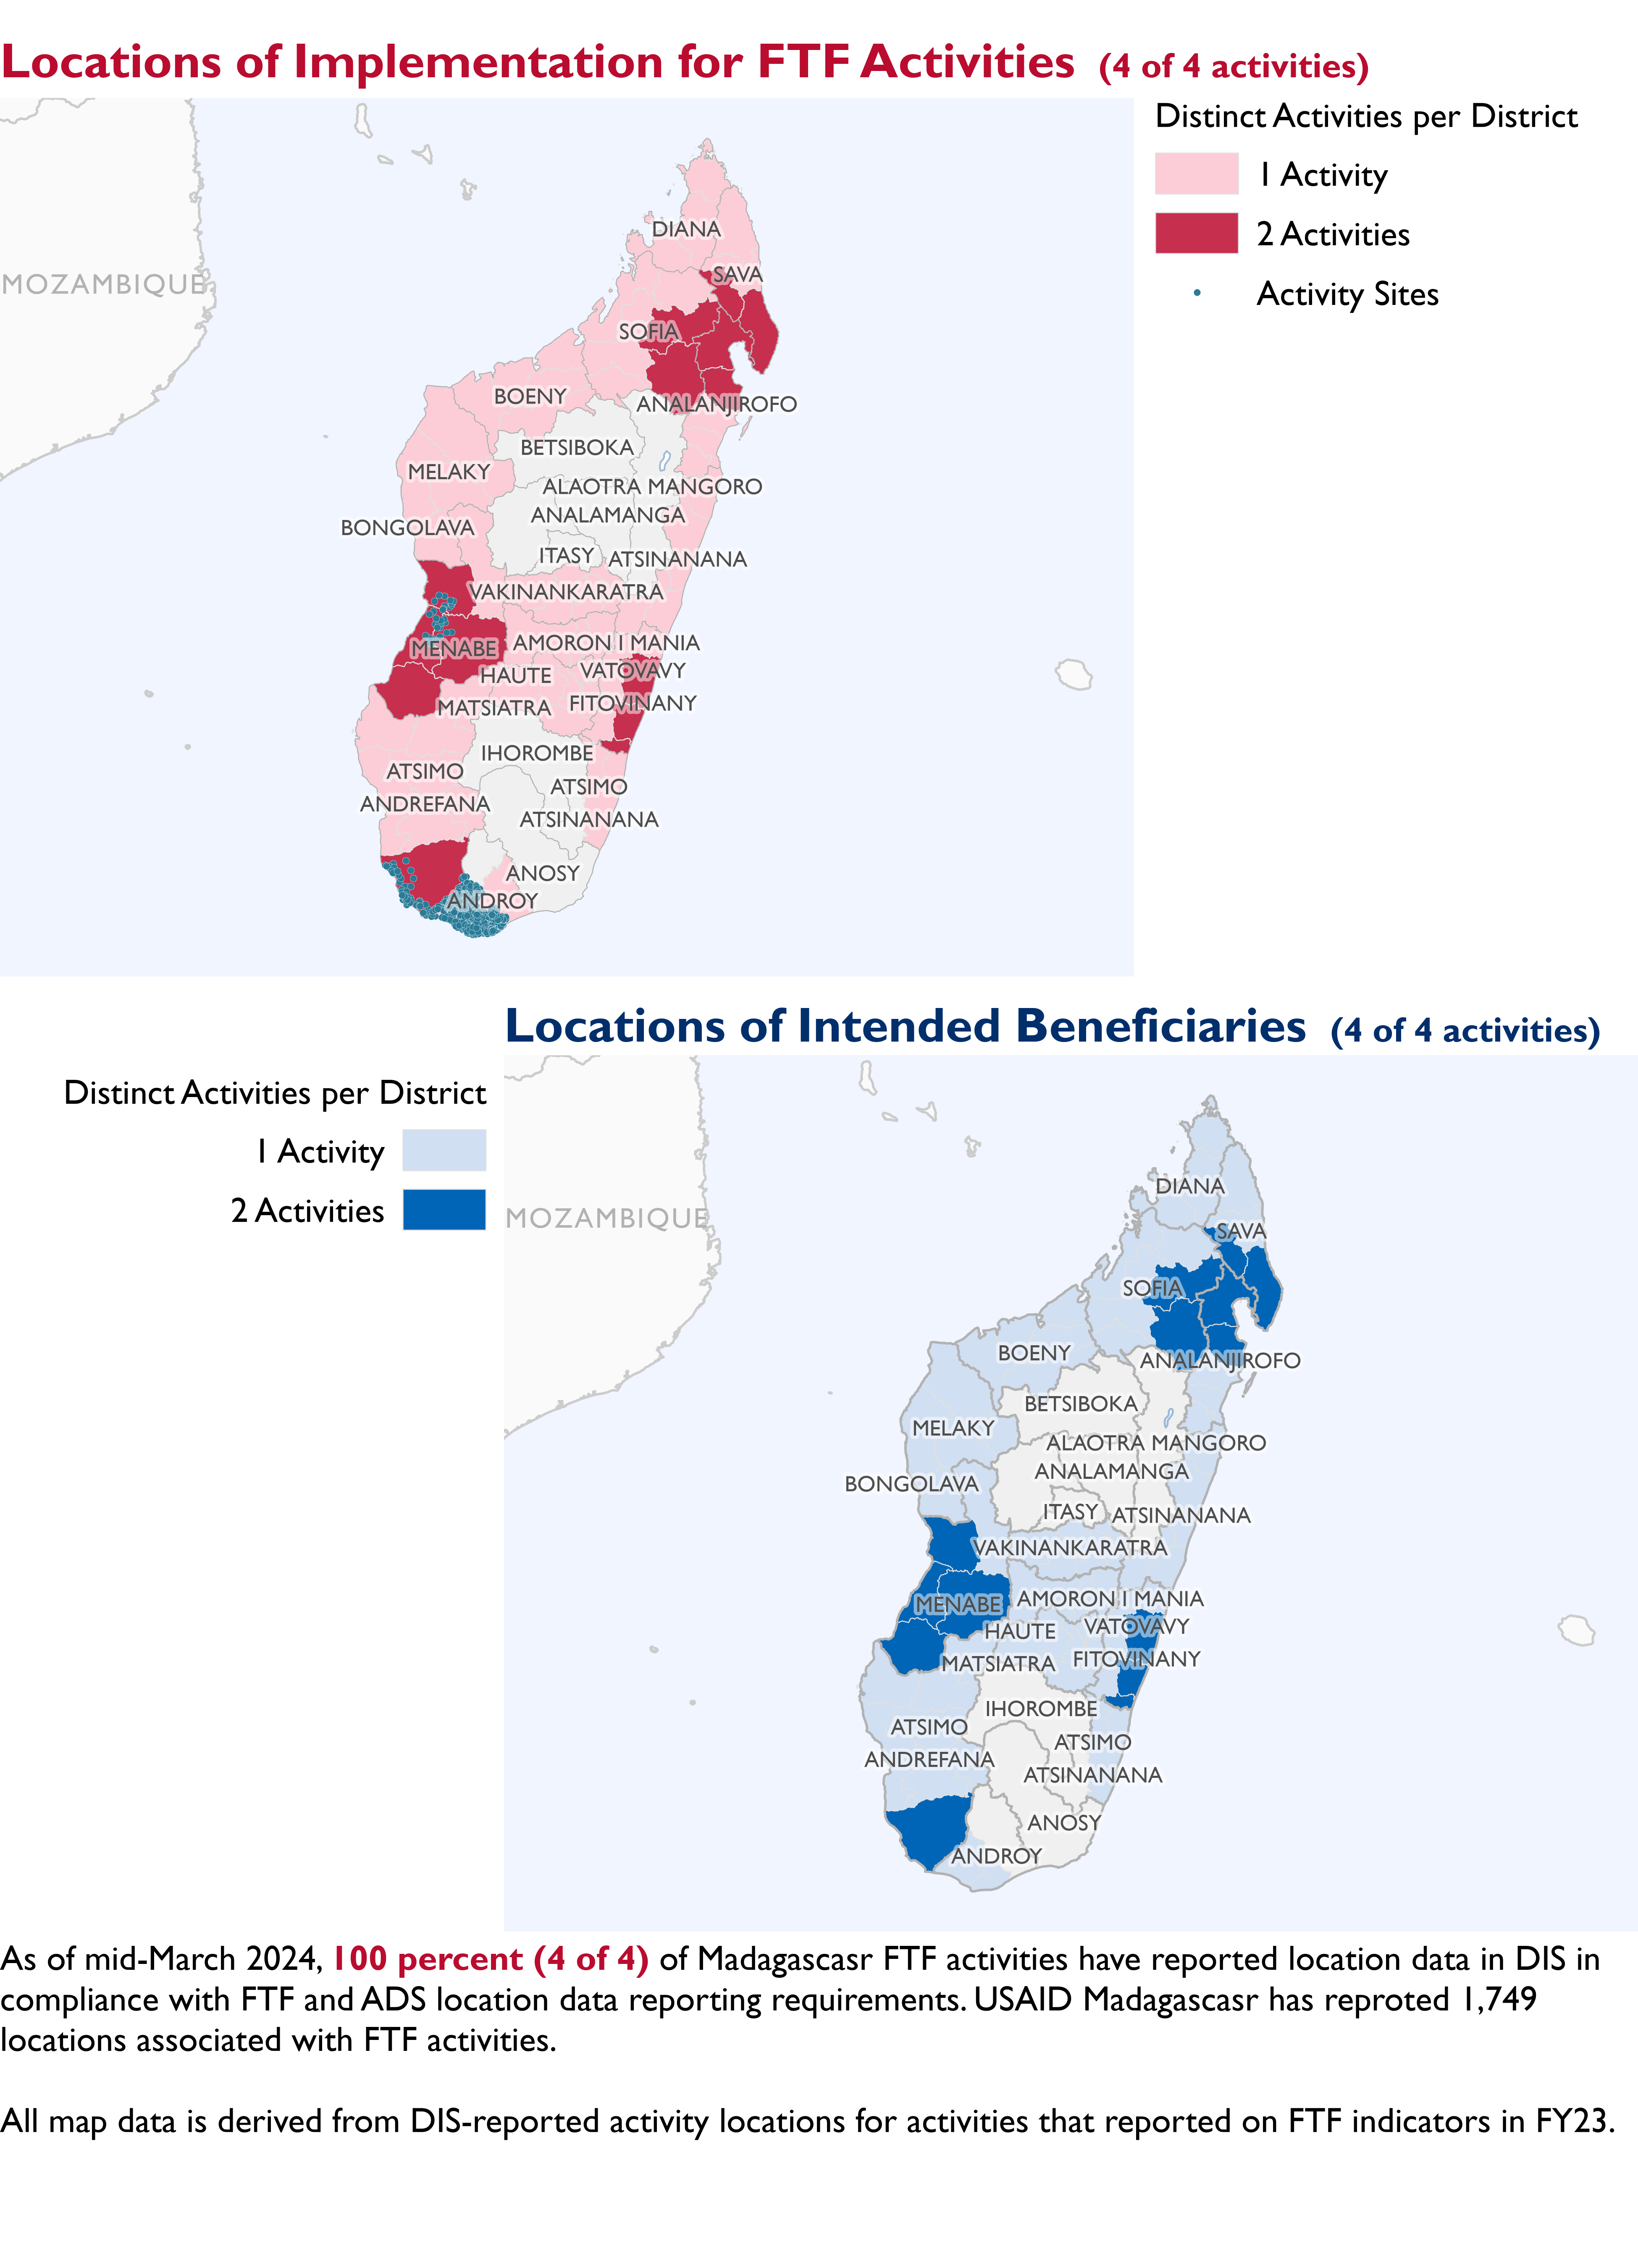 Locations of Implementation for FTF Activities (4 of 4 activities)
Distinct Activities per District
1 Activity
2 Activities
Activity Sites
MOZAMBIQUE
DIANA
SAVA
SOFIA
BOENY
ANALANJIROFO
BETSIBOKA
MELAKY
ALAOTRA MANGORO
ANALAMANGA
BONGOLAVA
ITASY
ATSINANANA
VAKINANKARATRA
AMORON I MANIA
MENABE
HAUTE
MATSIATRA
VATOVAVY
FITOVINANY
IHOROMBE
ATSIMO
ANDREFANA
ATSIMO
ATSINANANA
ANOSY
ANDROY
Locations of Intended Beneficiaries (4 of 4 activities)
Distinct Activities per District
1 Activity
2 Activities
MOZAMBIQUE
DIANA
SAVA
SOFIA
BOENY
ANALANJIROFO
BETSIBOKA
MELAKY
ALAOTRA MANGORO
ANALAMANGA
BONGOLAVA
ITASY
ATSINANANA
VAKINANKARATRA
AMORON I MANIA
MENABE
HAUTE
MATSIATRA
VATOVAVY
FITOVINANY
IHOROMBE
ATSIMO
ANDREFANA
ATSIMO
ATSINANANA
ANOSY
ANDROY
As of mid-March 2024, 100 percent (4 of 4) of Madagascasr FTF activities have reported location data in DIS in
compliance with FTF and ADS location data reporting requirements. USAID Madagascasr has reproted 1,749
locations associated with FTF activities.
All map data is derived from DIS-reported activity locations for activities that reported on FTF indicators in FY23.